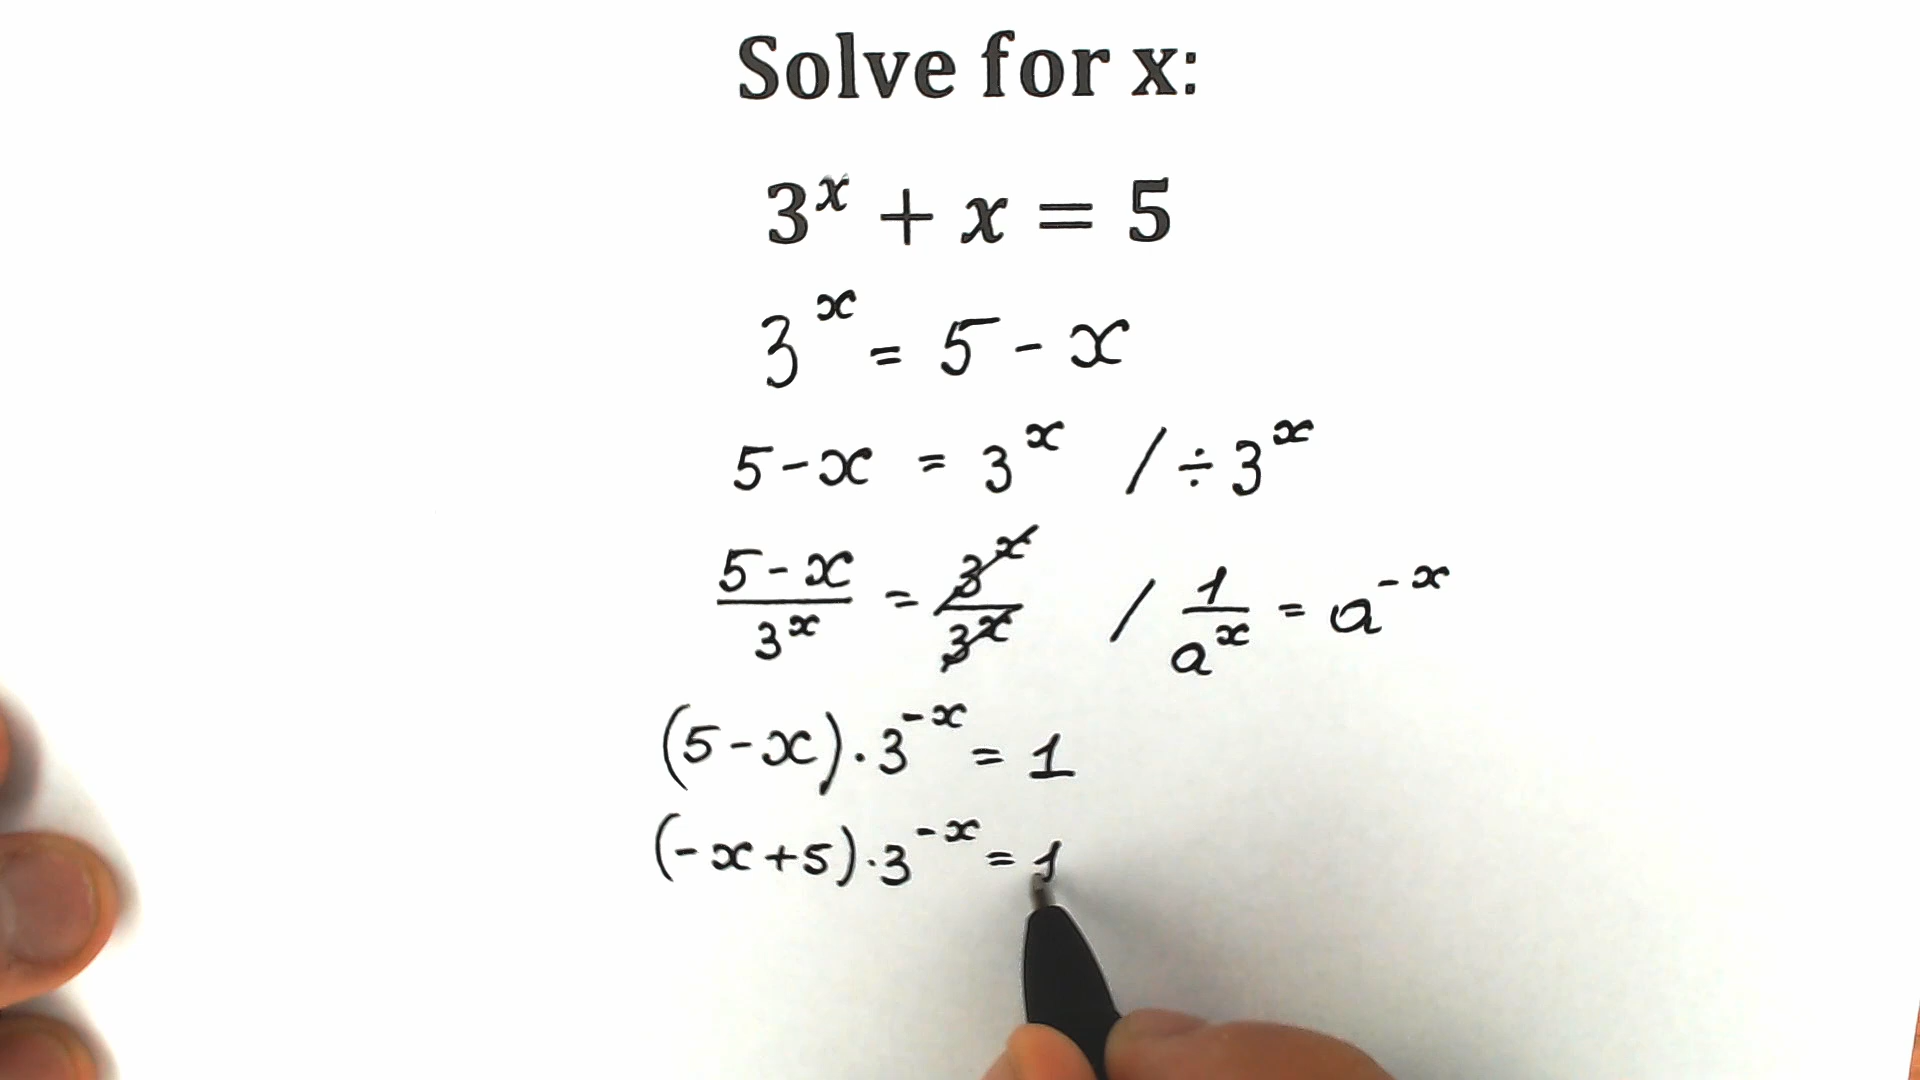 Solve for x:
3^x + x = 5
3^x = 5 - x
5 - x = 3^x / ÷ 3^x
(5 - x)/3^x = 3^x/3^x / 1/a^x = a^-x
(5 - x) · 3^-x = 1
(-x + 5) · 3^-x = 1